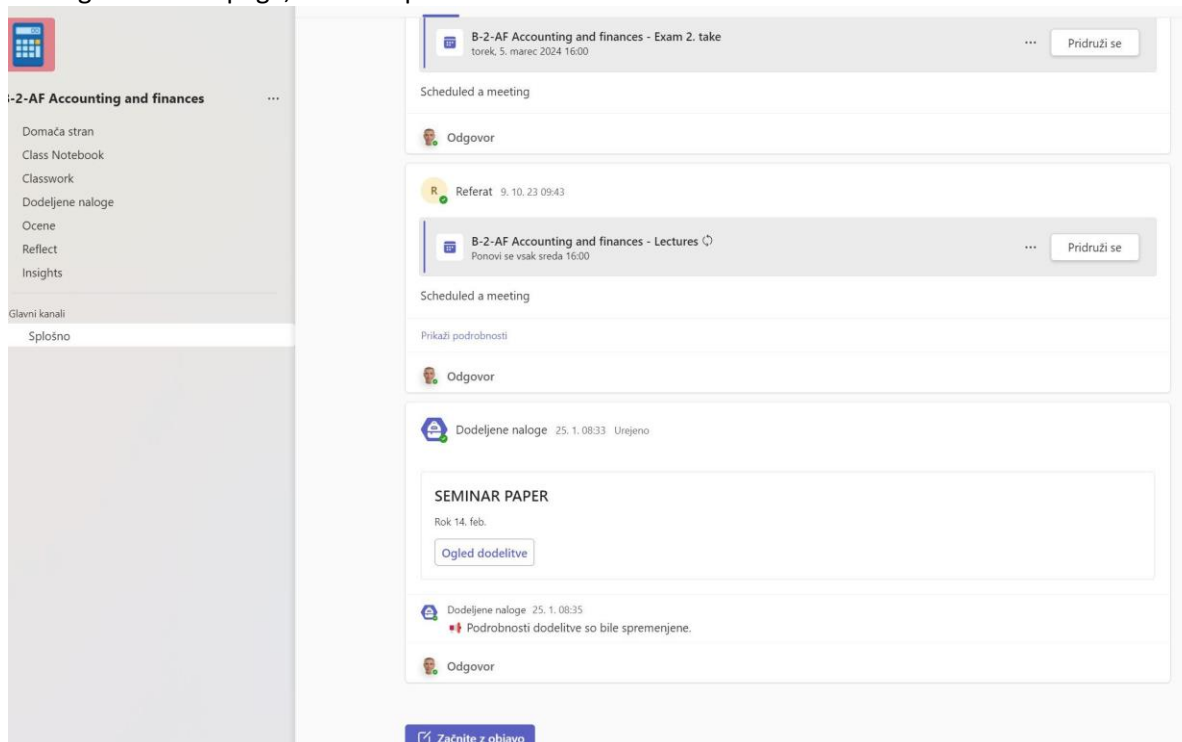 B-2-AF Accounting and finances
...
Domača stran
Class Notebook
Classwork
Dodeljene naloge
Ocene
Reflect
Insights
Glavni kanali
Splošno
B-2-AF Accounting and finances - Exam 2. take
torek, 5. marec 2024 16:00
... Pridruži se
Scheduled a meeting
Odgovor
R Referat 9. 10. 23 09:43
B-2-AF Accounting and finances - Lectures
Ponovi se vsak sreda 16:00
... Pridruži se
Scheduled a meeting
Prikaži podrobnosti
Odgovor
Dodeljene naloge 25. 1. 08:33 Urejeno
SEMINAR PAPER
Rok 14. feb.
Ogled dodelitve
Dodeljene naloge 25. 1. 08:35
Podrobnosti dodelitve so bile spremenjene.
Odgovor
Začnite z objavo